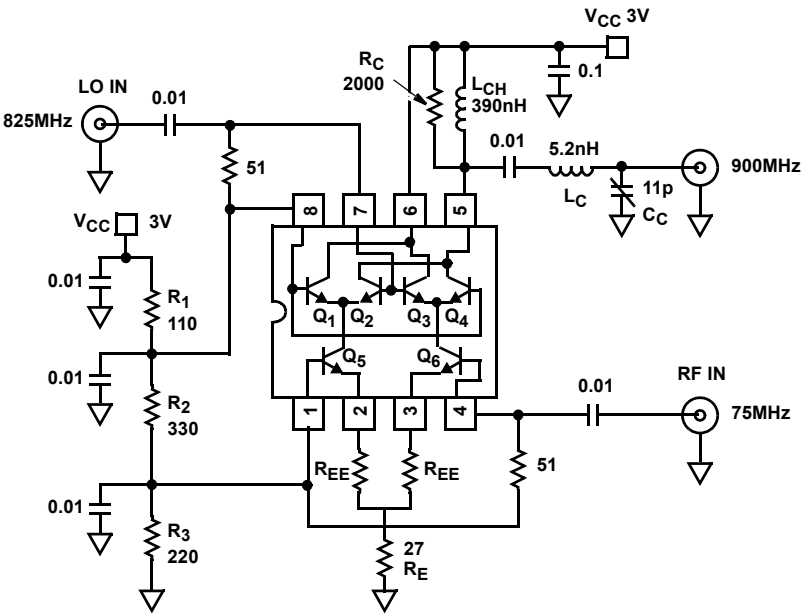 VCC 3V
RC
2000
LCH
390nH
0.1
LO IN
0.01
825MHz
51
0.01
5.2nH
LC
11p
CC
900MHz
VCC 3V
0.01
R1
110
8 7 6 5
Q1 Q2 Q3 Q4
Q5 Q6
0.01
R2
330
1 2 3 4
0.01
RF IN
75MHz
REE REE
51
0.01
R3
220
27
RE